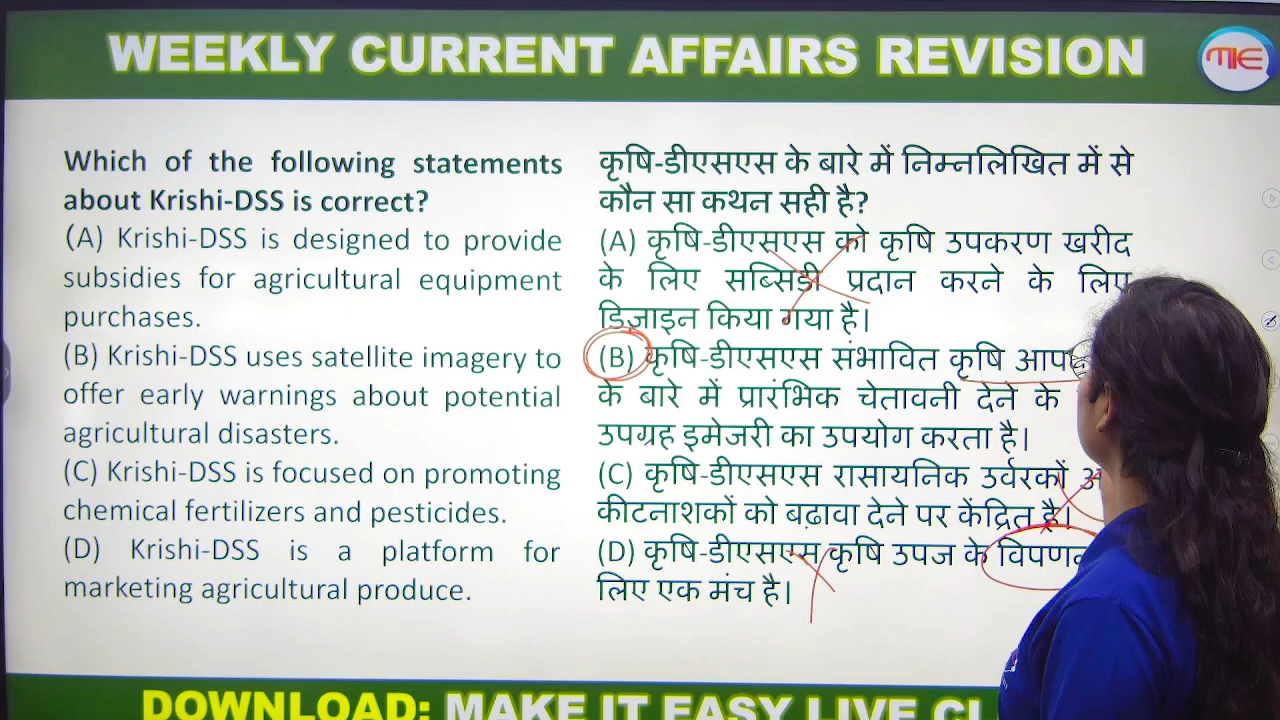 WEEKLY CURRENT AFFAIRS REVISION
MIE
Which of the following statements
about Krishi-DSS is correct?
(A) Krishi-DSS is designed to provide
subsidies for agricultural equipment
purchases.
(B) Krishi-DSS uses satellite imagery to
offer early warnings about potential
agricultural disasters.
(C) Krishi-DSS is focused on promoting
chemical fertilizers and pesticides.
(D) Krishi-DSS is a platform for
marketing agricultural produce.
कृषि-डीएसएस के बारे में निम्नलिखित में से
कौन सा कथन सही है?
(A) कृषि-डीएसएस को कृषि उपकरण खरीद
के लिए सब्सिडी प्रदान करने के लिए
डिज़ाइन किया गया है।
(B) कृषि-डीएसएस संभावित कृषि
के बारे में प्रारंभिक चेतावनी देने के
उपग्रह इमेजरी का उपयोग करता है।
(C) कृषि-डीएसएस रासायनिक उर्वरकों
कीटनाशकों को बढ़ावा देने पर केंद्रित है।
(D) कृषि-डीएसएस कृषि उपज के
लिए एक मंच है।
DOWNLOAD: MAKE IT EASY LIVE